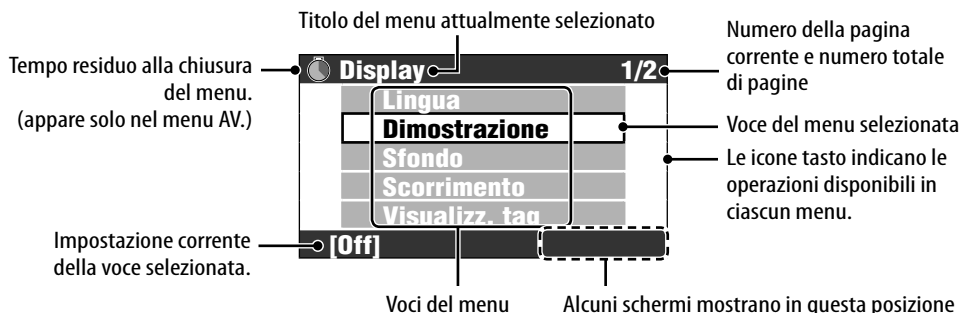 Titolo del menu attualmente selezionato
Tempo residuo alla chiusura
del menu.
(appare solo nel menu AV.)
Numero della pagina
corrente e numero totale
di pagine
Display
1/2
Lingua
Dimostrazione
Sfondo
Scorrimento
Visualizz. tag
[Off]
Voce del menu selezionata
Le icone tasto indicano le
operazioni disponibili in
ciascun menu.
Impostazione corrente
della voce selezionata.
Voci del menu
Alcuni schermi mostrano in questa posizione